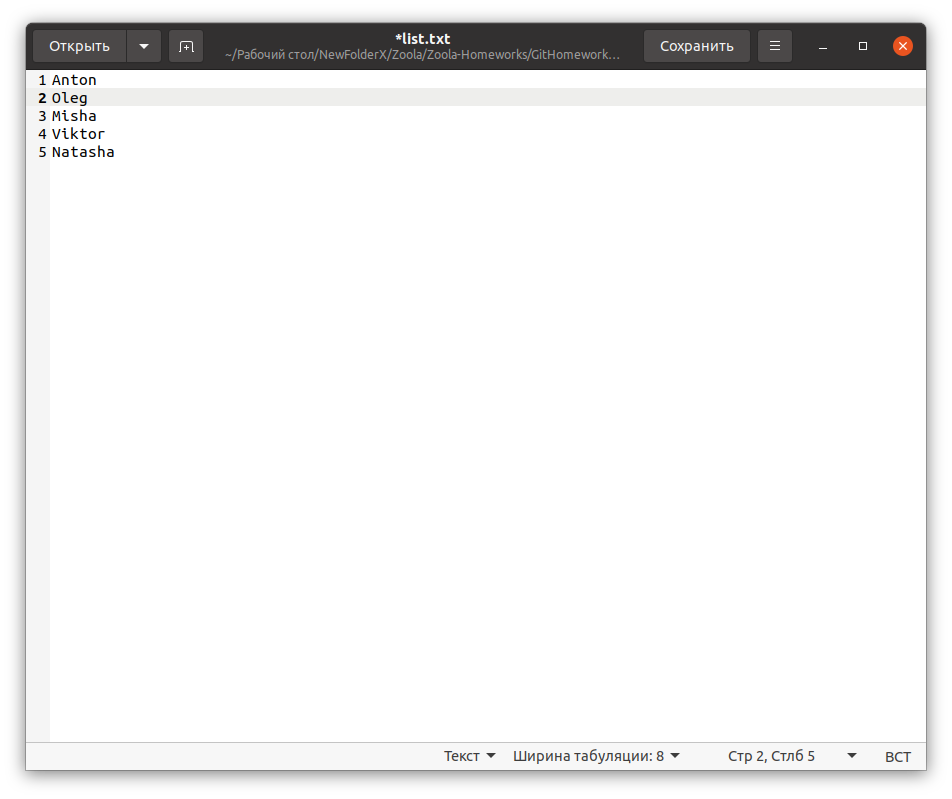 Открыть
*list.txt
~/Рабочий стол/NewFolderX/Zoola/Zoola-Homeworks/GitHomework…
Сохранить
1 Anton
2 Oleg
3 Misha
4 Viktor
5 Natasha
Текст Ширина табуляции: 8 Стр 2, Стлб 5 ВСТ